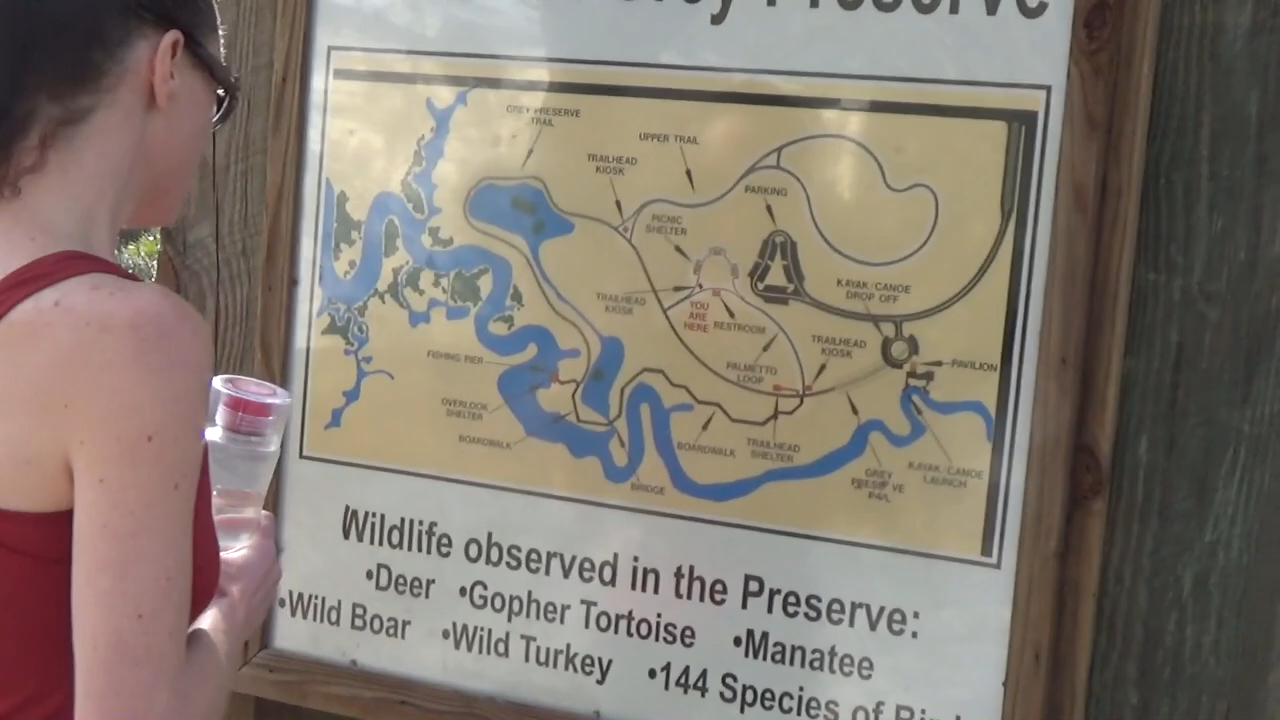 Preserve
GREY PRESERVE
TRAIL
UPPER TRAIL
TRAILHEAD
KIOSK
PARKING
PICNIC
SHELTER
KAYAK/CANOE
DROP OFF
TRAILHEAD
KIOSK
YOU
ARE
HERE
RESTROOM
TRAILHEAD
KIOSK
FISHING PIER
PALMETTO
LOOP
PAVILION
OVERLOOK
SHELTER
BOARDWALK
BOARDWALK
TRAILHEAD
SHELTER
BRIDGE
GREY
KAYAK/CANOE
LAUNCH
Wildlife observed in the Preserve:
•Deer •Gopher Tortoise •Manatee
•Wild Boar •Wild Turkey •144 Species of